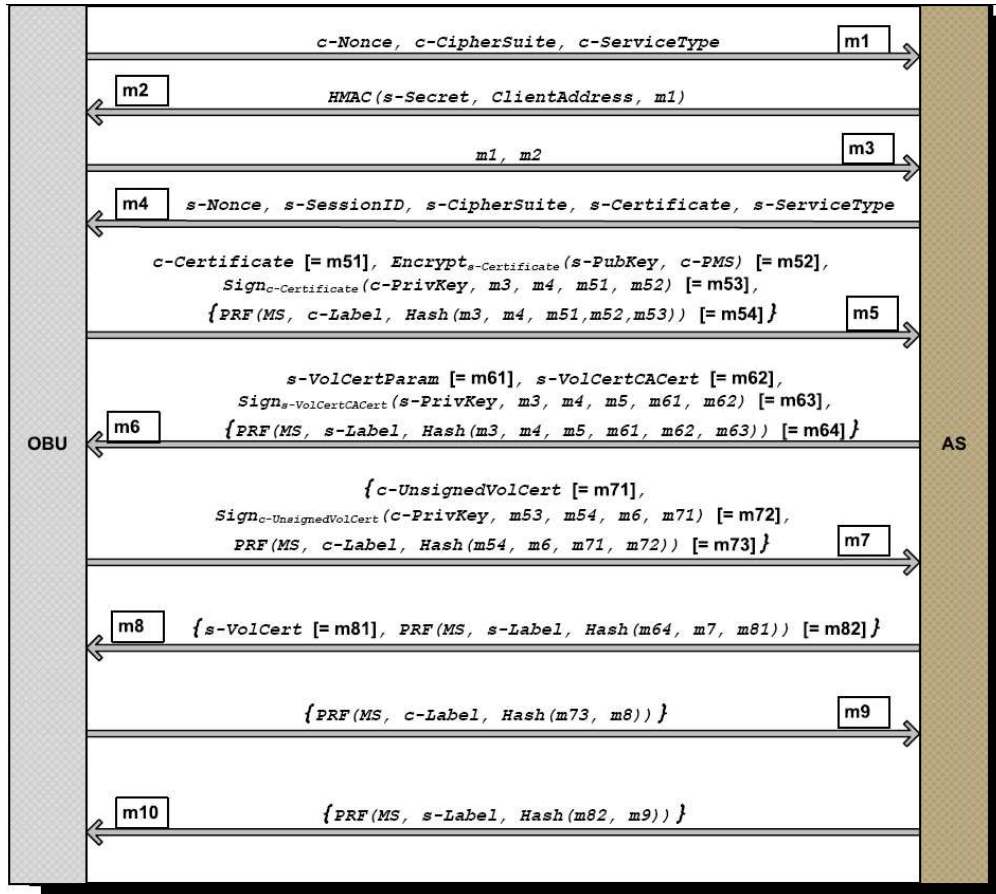 c-Nonce, c-CipherSuite, c-ServiceType
m1
m2
HMAC(s-Secret, ClientAddress, m1)
m1, m2
m3
m4
s-Nonce, s-SessionID, s-CipherSuite, s-Certificate, s-ServiceType
c-Certificate [= m51], Encrypts-Certificate(s-PubKey, c-PMS) [= m52],
Signc-Certificate(c-PrivKey, m3, m4, m51, m52) [= m53],
{PRF(MS, c-Label, Hash(m3, m4, m51,m52,m53)) [= m54]}
m5
s-VolCertParam [= m61], s-VolCertCACert [= m62],
Signs-VolCertCACert(s-PrivKey, m3, m4, m5, m61, m62) [= m63],
m6
{PRF(MS, s-Label, Hash(m3, m4, m5, m61, m62, m63)) [= m64]}
OBU
AS
{c-UnsignedVolCert [= m71],
Signc-UnsignedVolCert(c-PrivKey, m53, m54, m6, m71) [= m72],
PRF(MS, c-Label, Hash(m54, m6, m71, m72)) [= m73]}
m7
m8
{s-VolCert [= m81], PRF(MS, s-Label, Hash(m64, m7, m81)) [= m82]}
{PRF(MS, c-Label, Hash(m73, m8))}
m9
m10
{PRF(MS, s-Label, Hash(m82, m9))}